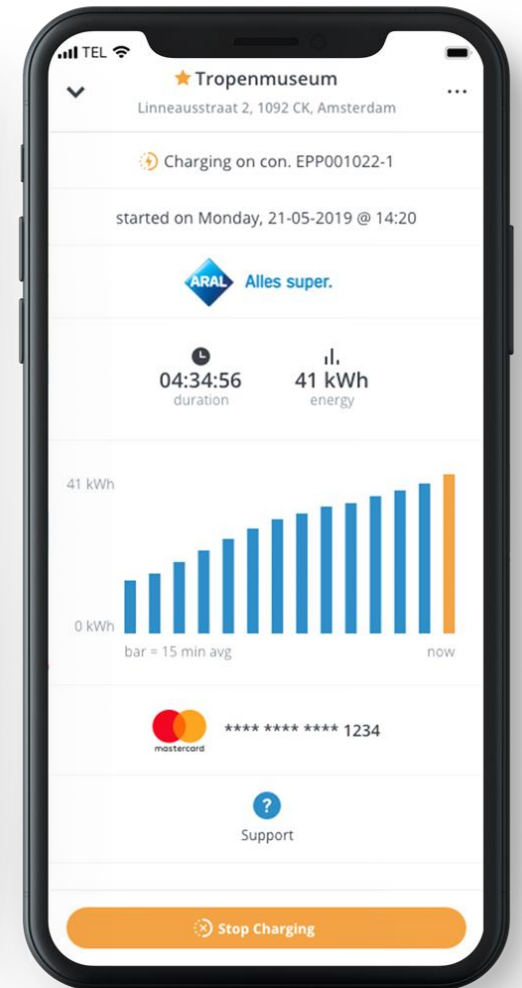 TEL
Tropenmuseum
Linneausstraat 2, 1092 CK, Amsterdam
Charging on con. EPP001022-1
started on Monday, 21-05-2019 @ 14:20
ARAL Alles super.
04:34:56 41 kWh
duration energy
41 kWh
0 kWh
bar = 15 min avg now
mastercard **** **** **** 1234
?
Support
Stop Charging